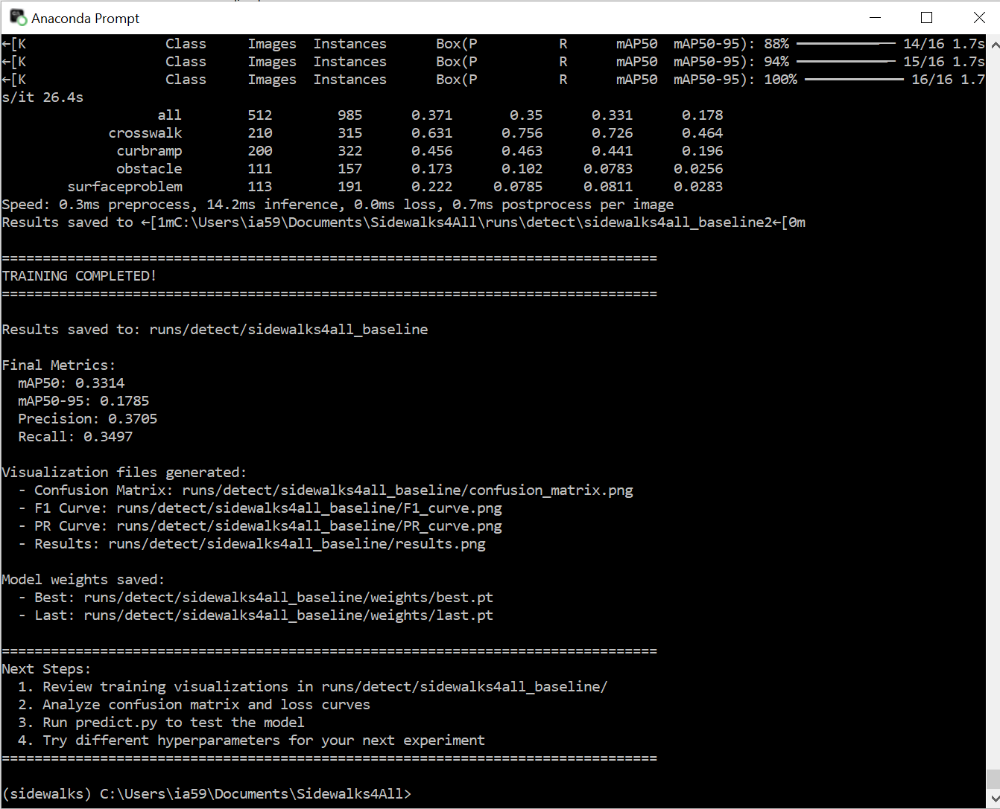 Anaconda Prompt
←[K Class Images Instances Box(P R mAP50 mAP50-95): 88% ━━━━━━━━━━━━ 14/16 1.7s
←[K Class Images Instances Box(P R mAP50 mAP50-95): 94% ━━━━━━━━━━━━ 15/16 1.7s
←[K Class Images Instances Box(P R mAP50 mAP50-95): 100% ━━━━━━━━━━━━ 16/16 1.7
s/it 26.4s
all 512 985 0.371 0.35 0.331 0.178
crosswalk 210 315 0.631 0.756 0.726 0.464
curbramp 200 322 0.456 0.463 0.441 0.196
obstacle 111 157 0.173 0.102 0.0783 0.0256
surfaceproblem 113 191 0.222 0.0785 0.0811 0.0283
Speed: 0.3ms preprocess, 14.2ms inference, 0.0ms loss, 0.7ms postprocess per image
Results saved to ←[1mC:\Users\ia59\Documents\Sidewalks4All\runs\detect\sidewalks4all_baseline2←[0m
================================================================================
TRAINING COMPLETED!
================================================================================
Results saved to: runs/detect/sidewalks4all_baseline
Final Metrics:
mAP50: 0.3314
mAP50-95: 0.1785
Precision: 0.3705
Recall: 0.3497
Visualization files generated:
- Confusion Matrix: runs/detect/sidewalks4all_baseline/confusion_matrix.png
- F1 Curve: runs/detect/sidewalks4all_baseline/F1_curve.png
- PR Curve: runs/detect/sidewalks4all_baseline/PR_curve.png
- Results: runs/detect/sidewalks4all_baseline/results.png
Model weights saved:
- Best: runs/detect/sidewalks4all_baseline/weights/best.pt
- Last: runs/detect/sidewalks4all_baseline/weights/last.pt
================================================================================
Next Steps:
1. Review training visualizations in runs/detect/sidewalks4all_baseline/
2. Analyze confusion matrix and loss curves
3. Run predict.py to test the model
4. Try different hyperparameters for your next experiment
================================================================================
(sidewalks) C:\Users\ia59\Documents\Sidewalks4All>